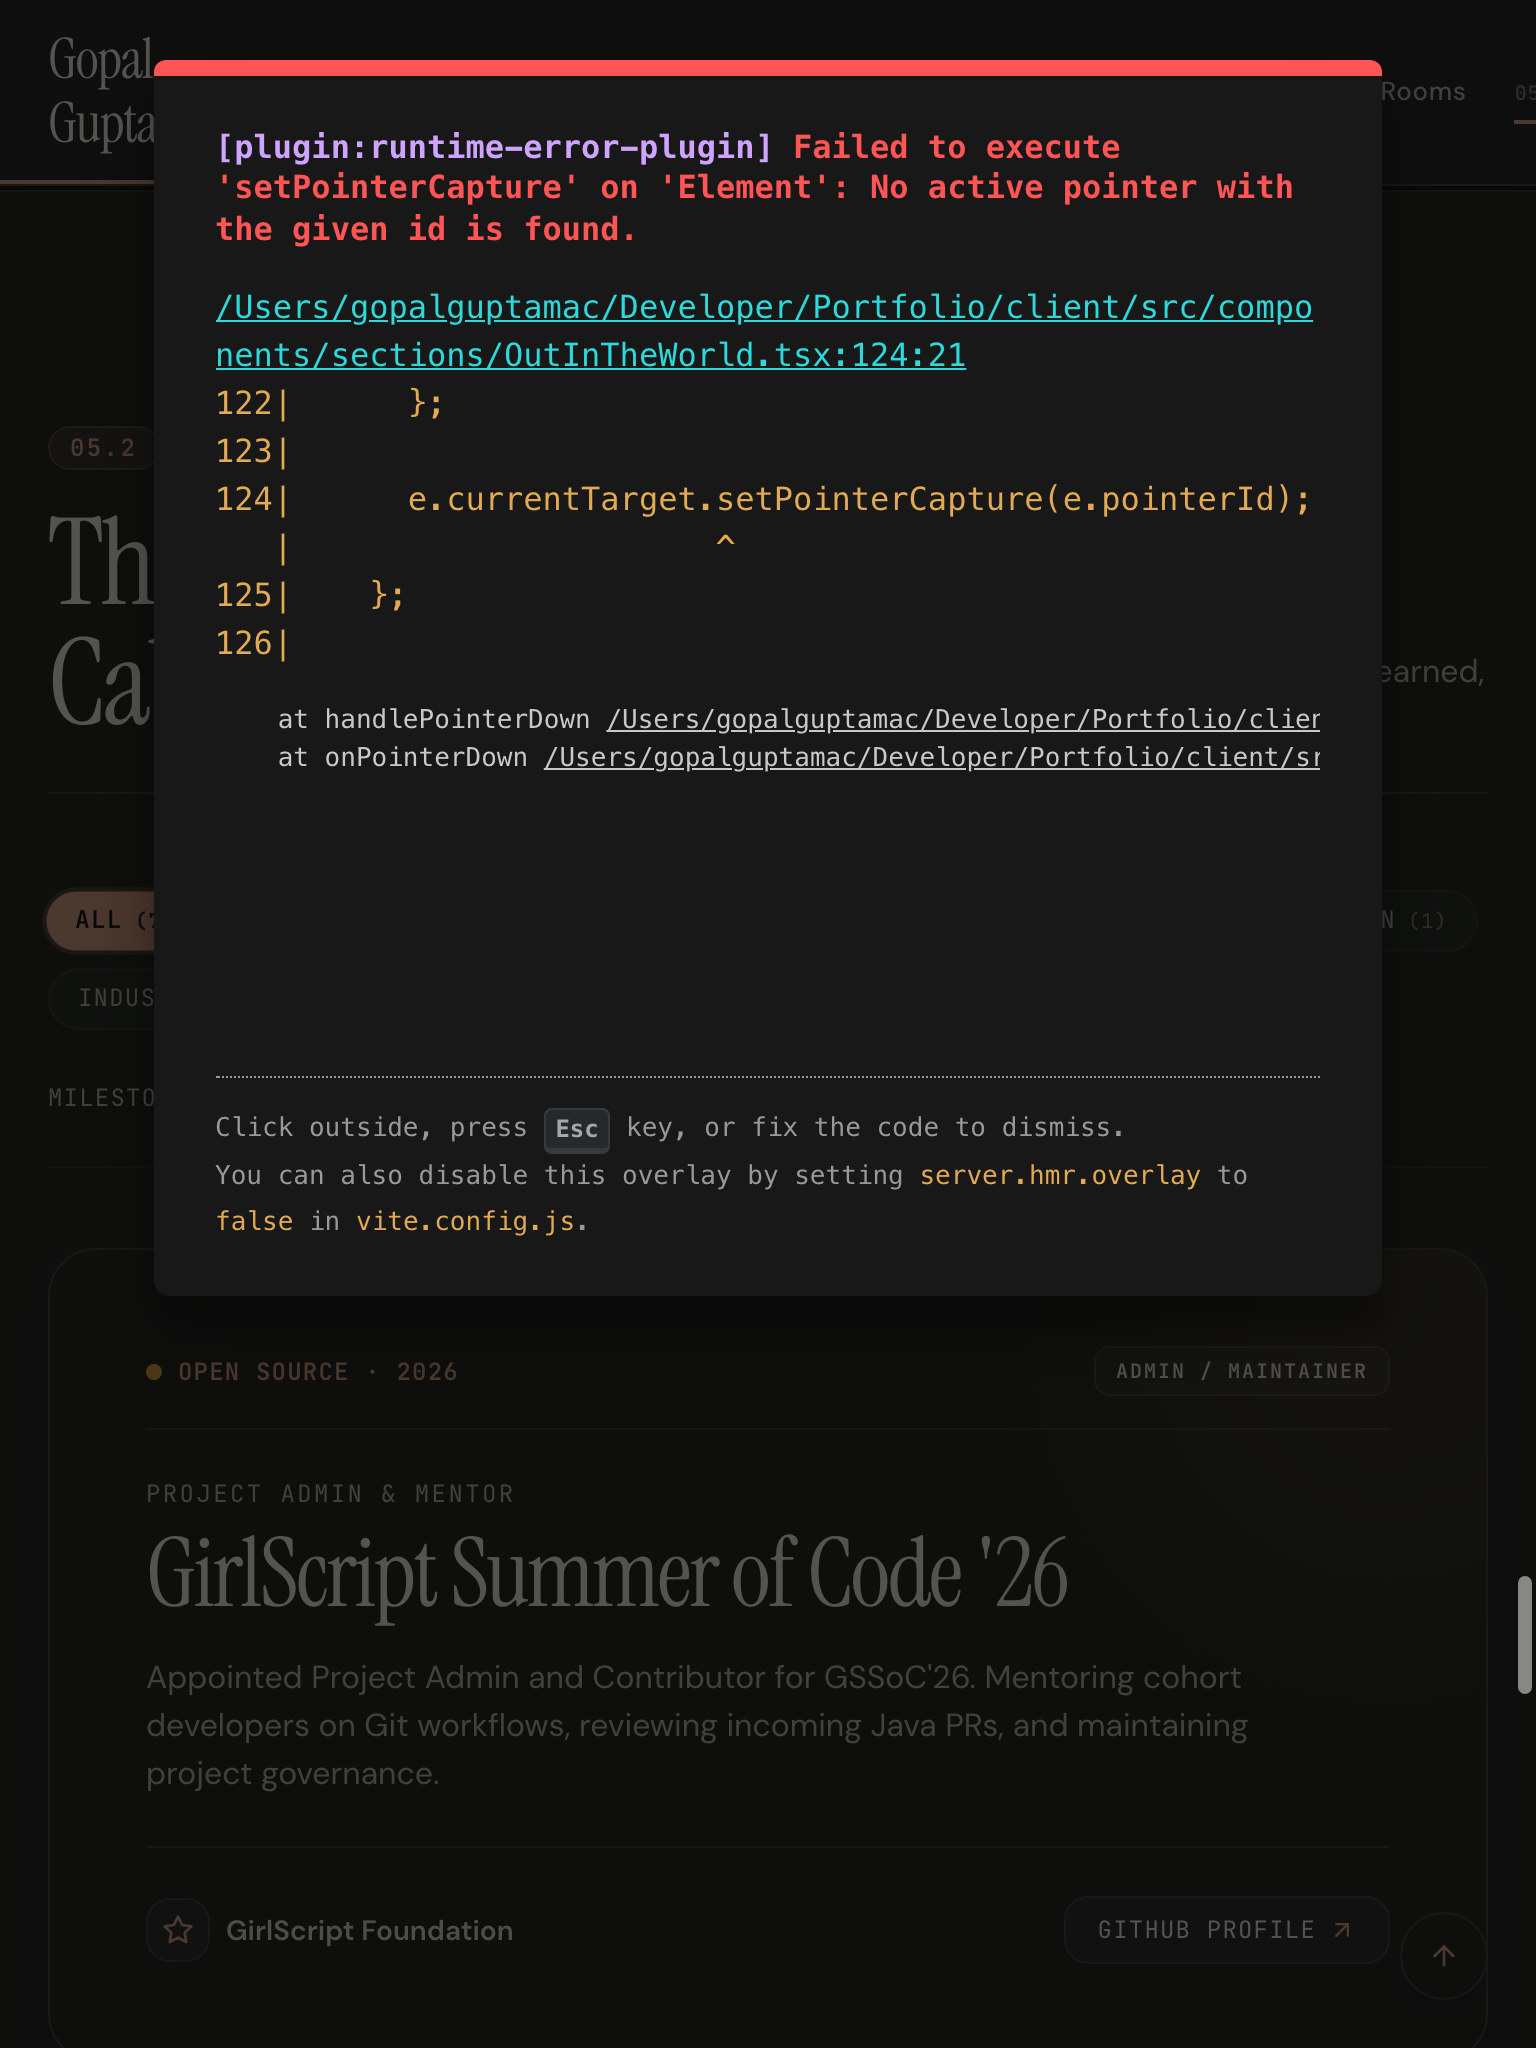 Gopal
Gupta
Rooms
05
[plugin:runtime-error-plugin] Failed to execute
'setPointerCapture' on 'Element': No active pointer with
the given id is found.
/Users/gopalguptamac/Developer/Portfolio/client/src/compo
nents/sections/OutInTheWorld.tsx:124:21
122|      };
123|
124|      e.currentTarget.setPointerCapture(e.pointerId);
   |                      ^
125|    };
126|
at handlePointerDown /Users/gopalguptamac/Developer/Portfolio/clien
at onPointerDown /Users/gopalguptamac/Developer/Portfolio/client/sr
05.2
Th
Ca
earned,
ALL
N (1)
INDUS
MILESTO
Click outside, press Esc key, or fix the code to dismiss.
You can also disable this overlay by setting server.hmr.overlay to
false in vite.config.js.
OPEN SOURCE · 2026
ADMIN / MAINTAINER
PROJECT ADMIN & MENTOR
GirlScript Summer of Code '26
Appointed Project Admin and Contributor for GSSoC'26. Mentoring cohort
developers on Git workflows, reviewing incoming Java PRs, and maintaining
project governance.
GirlScript Foundation
GITHUB PROFILE